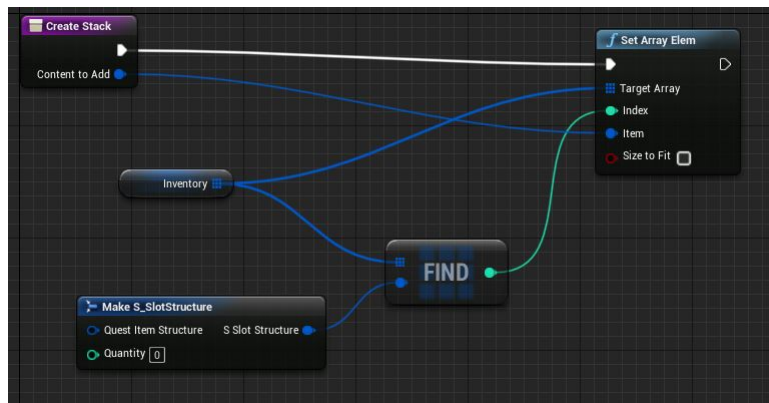 Create Stack
Content to Add
f Set Array Elem
Target Array
Index
Item
Size to Fit
Inventory
FIND
Make S_SlotStructure
Quest Item Structure S Slot Structure
Quantity 0